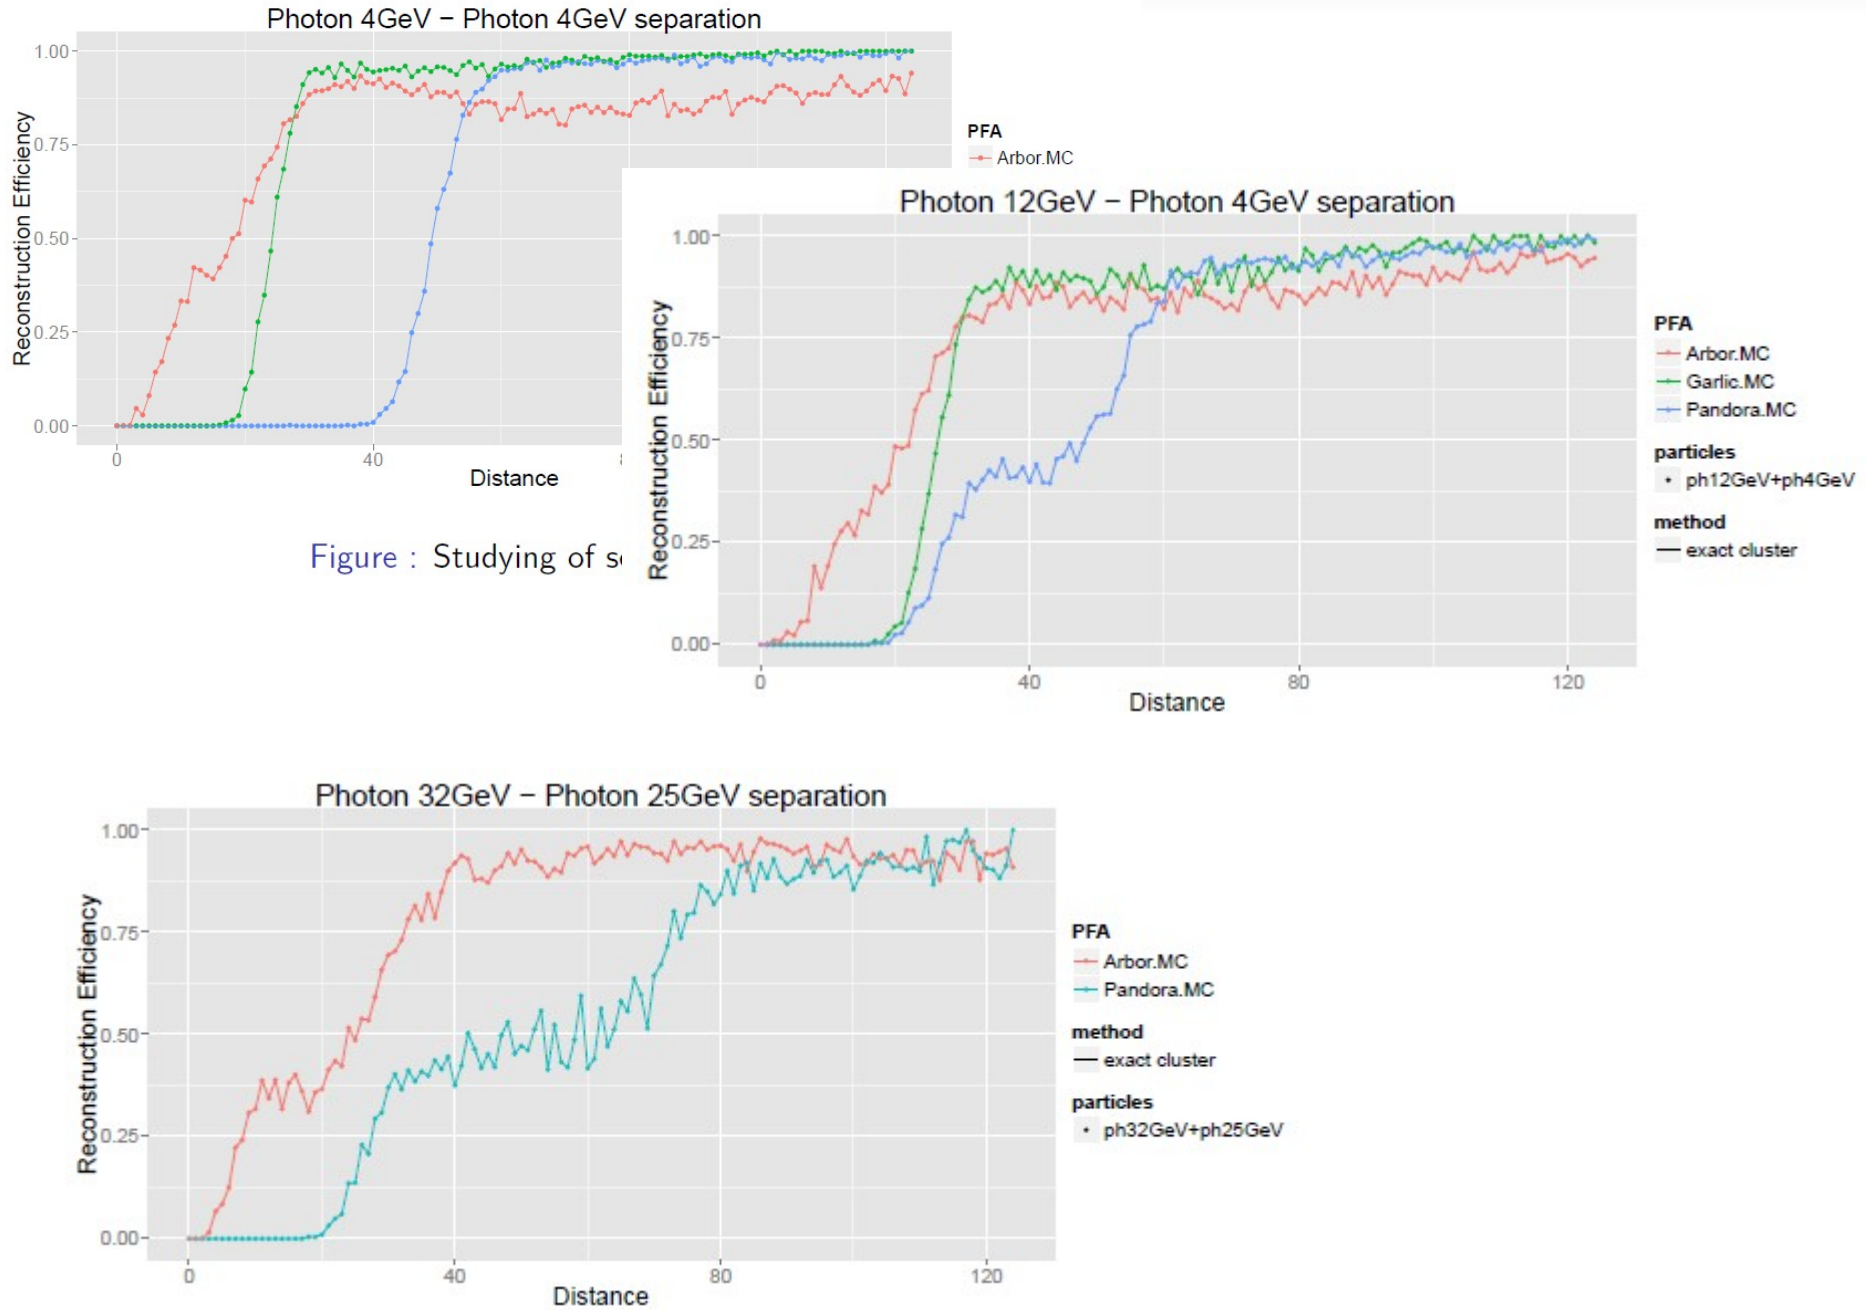 Photon 4GeV − Photon 4GeV separation
Reconstruction Efficiency
1.00
0.75
0.50
0.25
0.00
0
40
Distance
PFA
Arbor.MC
Figure : Studying of
Photon 12GeV − Photon 4GeV separation
Reconstruction Efficiency
1.00
0.75
0.50
0.25
0.00
0
40
80
120
Distance
PFA
Arbor.MC
Garlic.MC
Pandora.MC
particles
ph12GeV+ph4GeV
method
exact cluster
Photon 32GeV − Photon 25GeV separation
Reconstruction Efficiency
1.00
0.75
0.50
0.25
0.00
0
40
80
120
Distance
PFA
Arbor.MC
Pandora.MC
method
exact cluster
particles
ph32GeV+ph25GeV